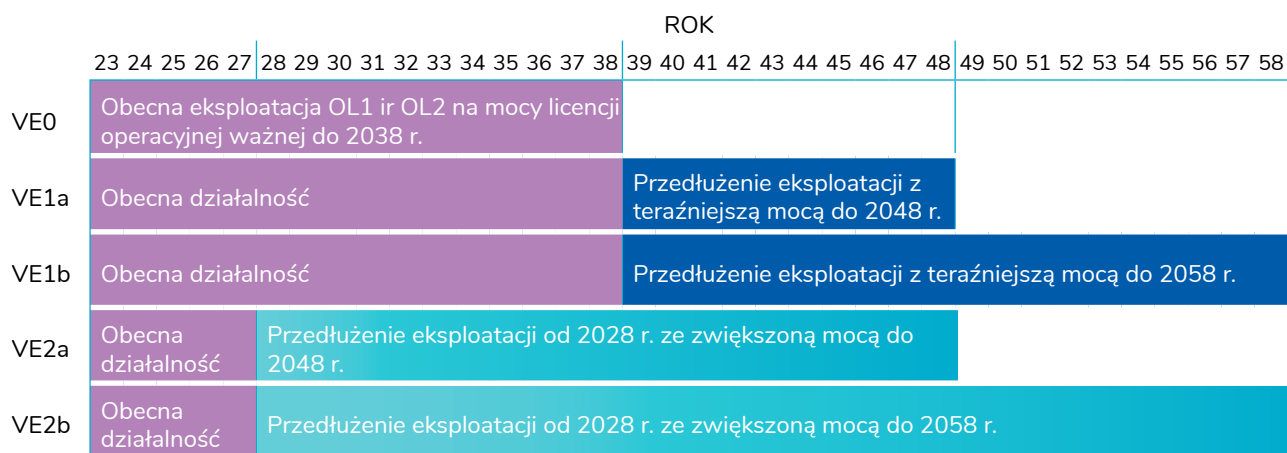 ROK
23 24 25 26 27 28 29 30 31 32 33 34 35 36 37 38 39 40 41 42 43 44 45 46 47 48 49 50 51 52 53 54 55 56 57 58
VE0
Obecna eksploatacja OL1 ir OL2 na mocy licencji
operacyjnej ważnej do 2038 r.
VE1a
Obecna działalność
Przedłużenie eksploatacji z
teraźniejszą mocą do 2048 r.
VE1b
Obecna działalność
Przedłużenie eksploatacji z teraźniejszą mocą do 2058 r.
VE2a
Obecna
działalność
Przedłużenie eksploatacji od 2028 r. ze zwiększoną mocą do
2048 r.
VE2b
Obecna
działalność
Przedłużenie eksploatacji od 2028 r. ze zwiększoną mocą do 2058 r.